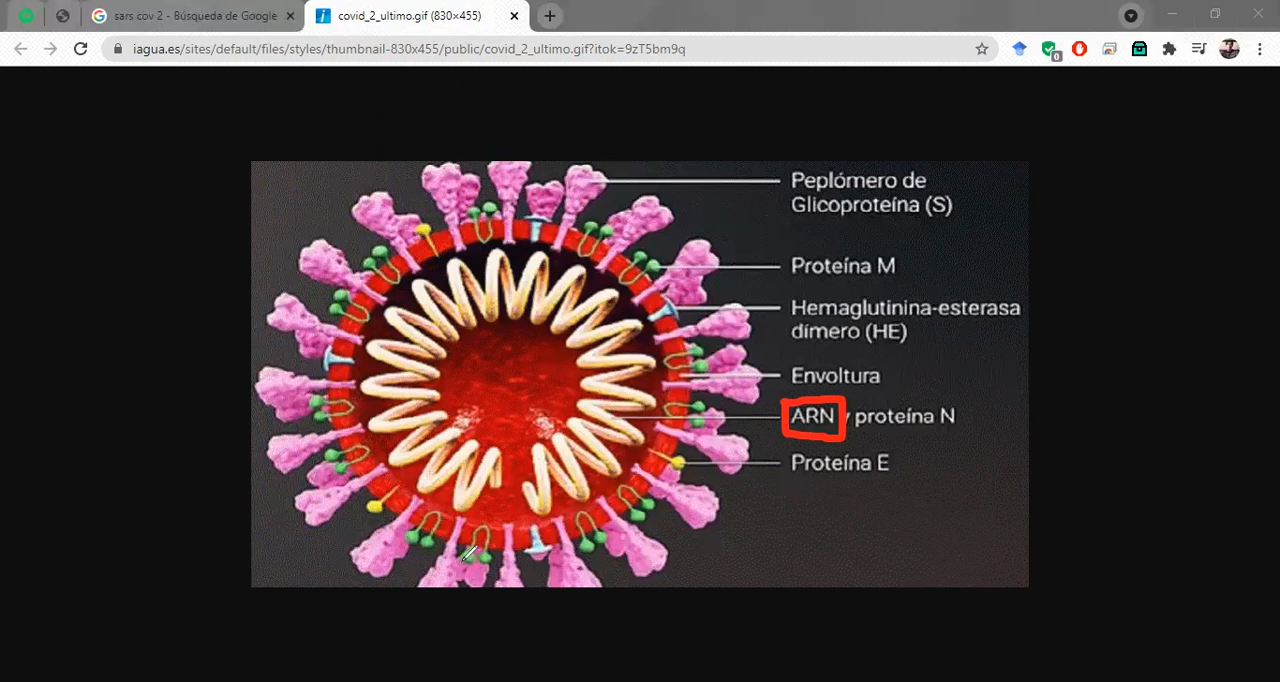 sars cov 2 - Búsqueda de Google
covid_2_ultimo.gif (830×455)
iagua.es/sites/default/files/styles/thumbnail-830x455/public/covid_2_ultimo.gif?itok=9zT5bm9q
0
Peplómero de
Glicoproteína (S)
Proteína M
Hemaglutinina-esterasa
dímero (HE)
Envoltura
ARN y proteína N
Proteína E